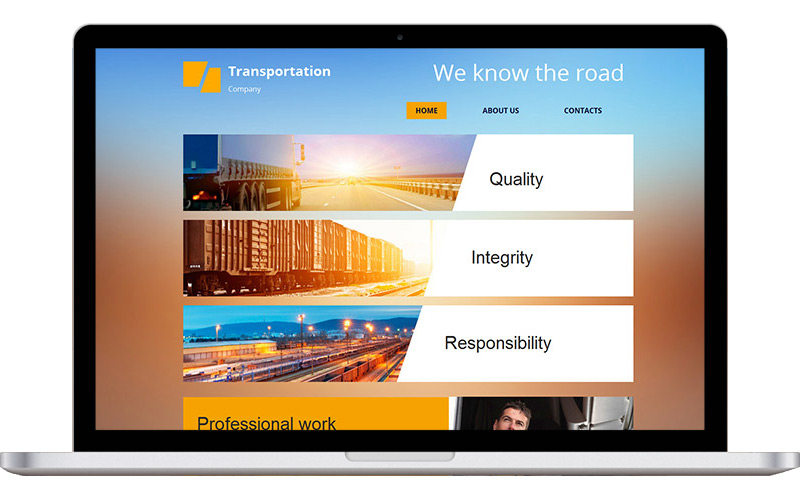 Transportation
Company
We know the road
HOME ABOUT US CONTACTS
Quality
Integrity
Responsibility
Professional work